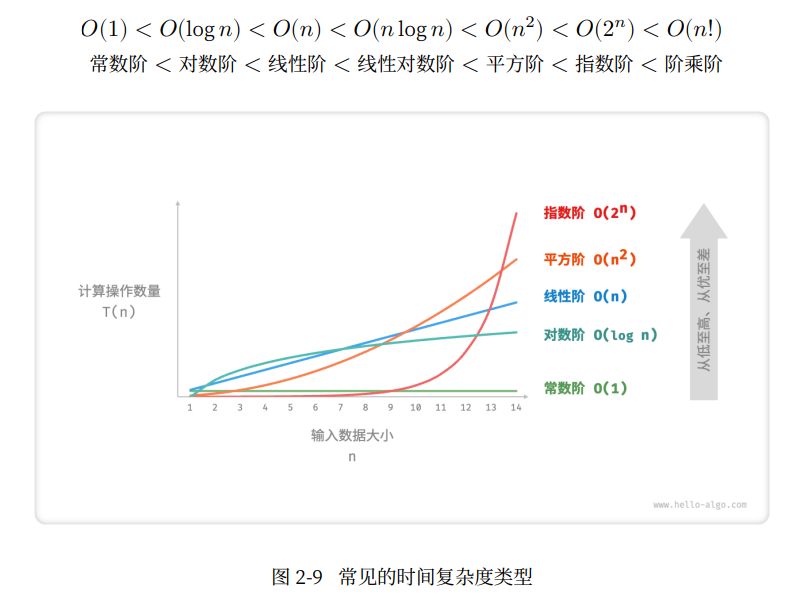 O(1) < O(log n) < O(n) < O(n log n) < O(n²) < O(2ⁿ) < O(n!)
常数阶 < 对数阶 < 线性阶 < 线性对数阶 < 平方阶 < 指数阶 < 阶乘阶
指数阶 O(2ⁿ)
平方阶 O(n²)
线性阶 O(n)
对数阶 O(log n)
常数阶 O(1)
从低至高、从优至差
计算操作数量
T(n)
1 2 3 4 5 6 7 8 9 10 11 12 13 14
输入数据大小
n
www.hello-algo.com
图 2-9 常见的时间复杂度类型